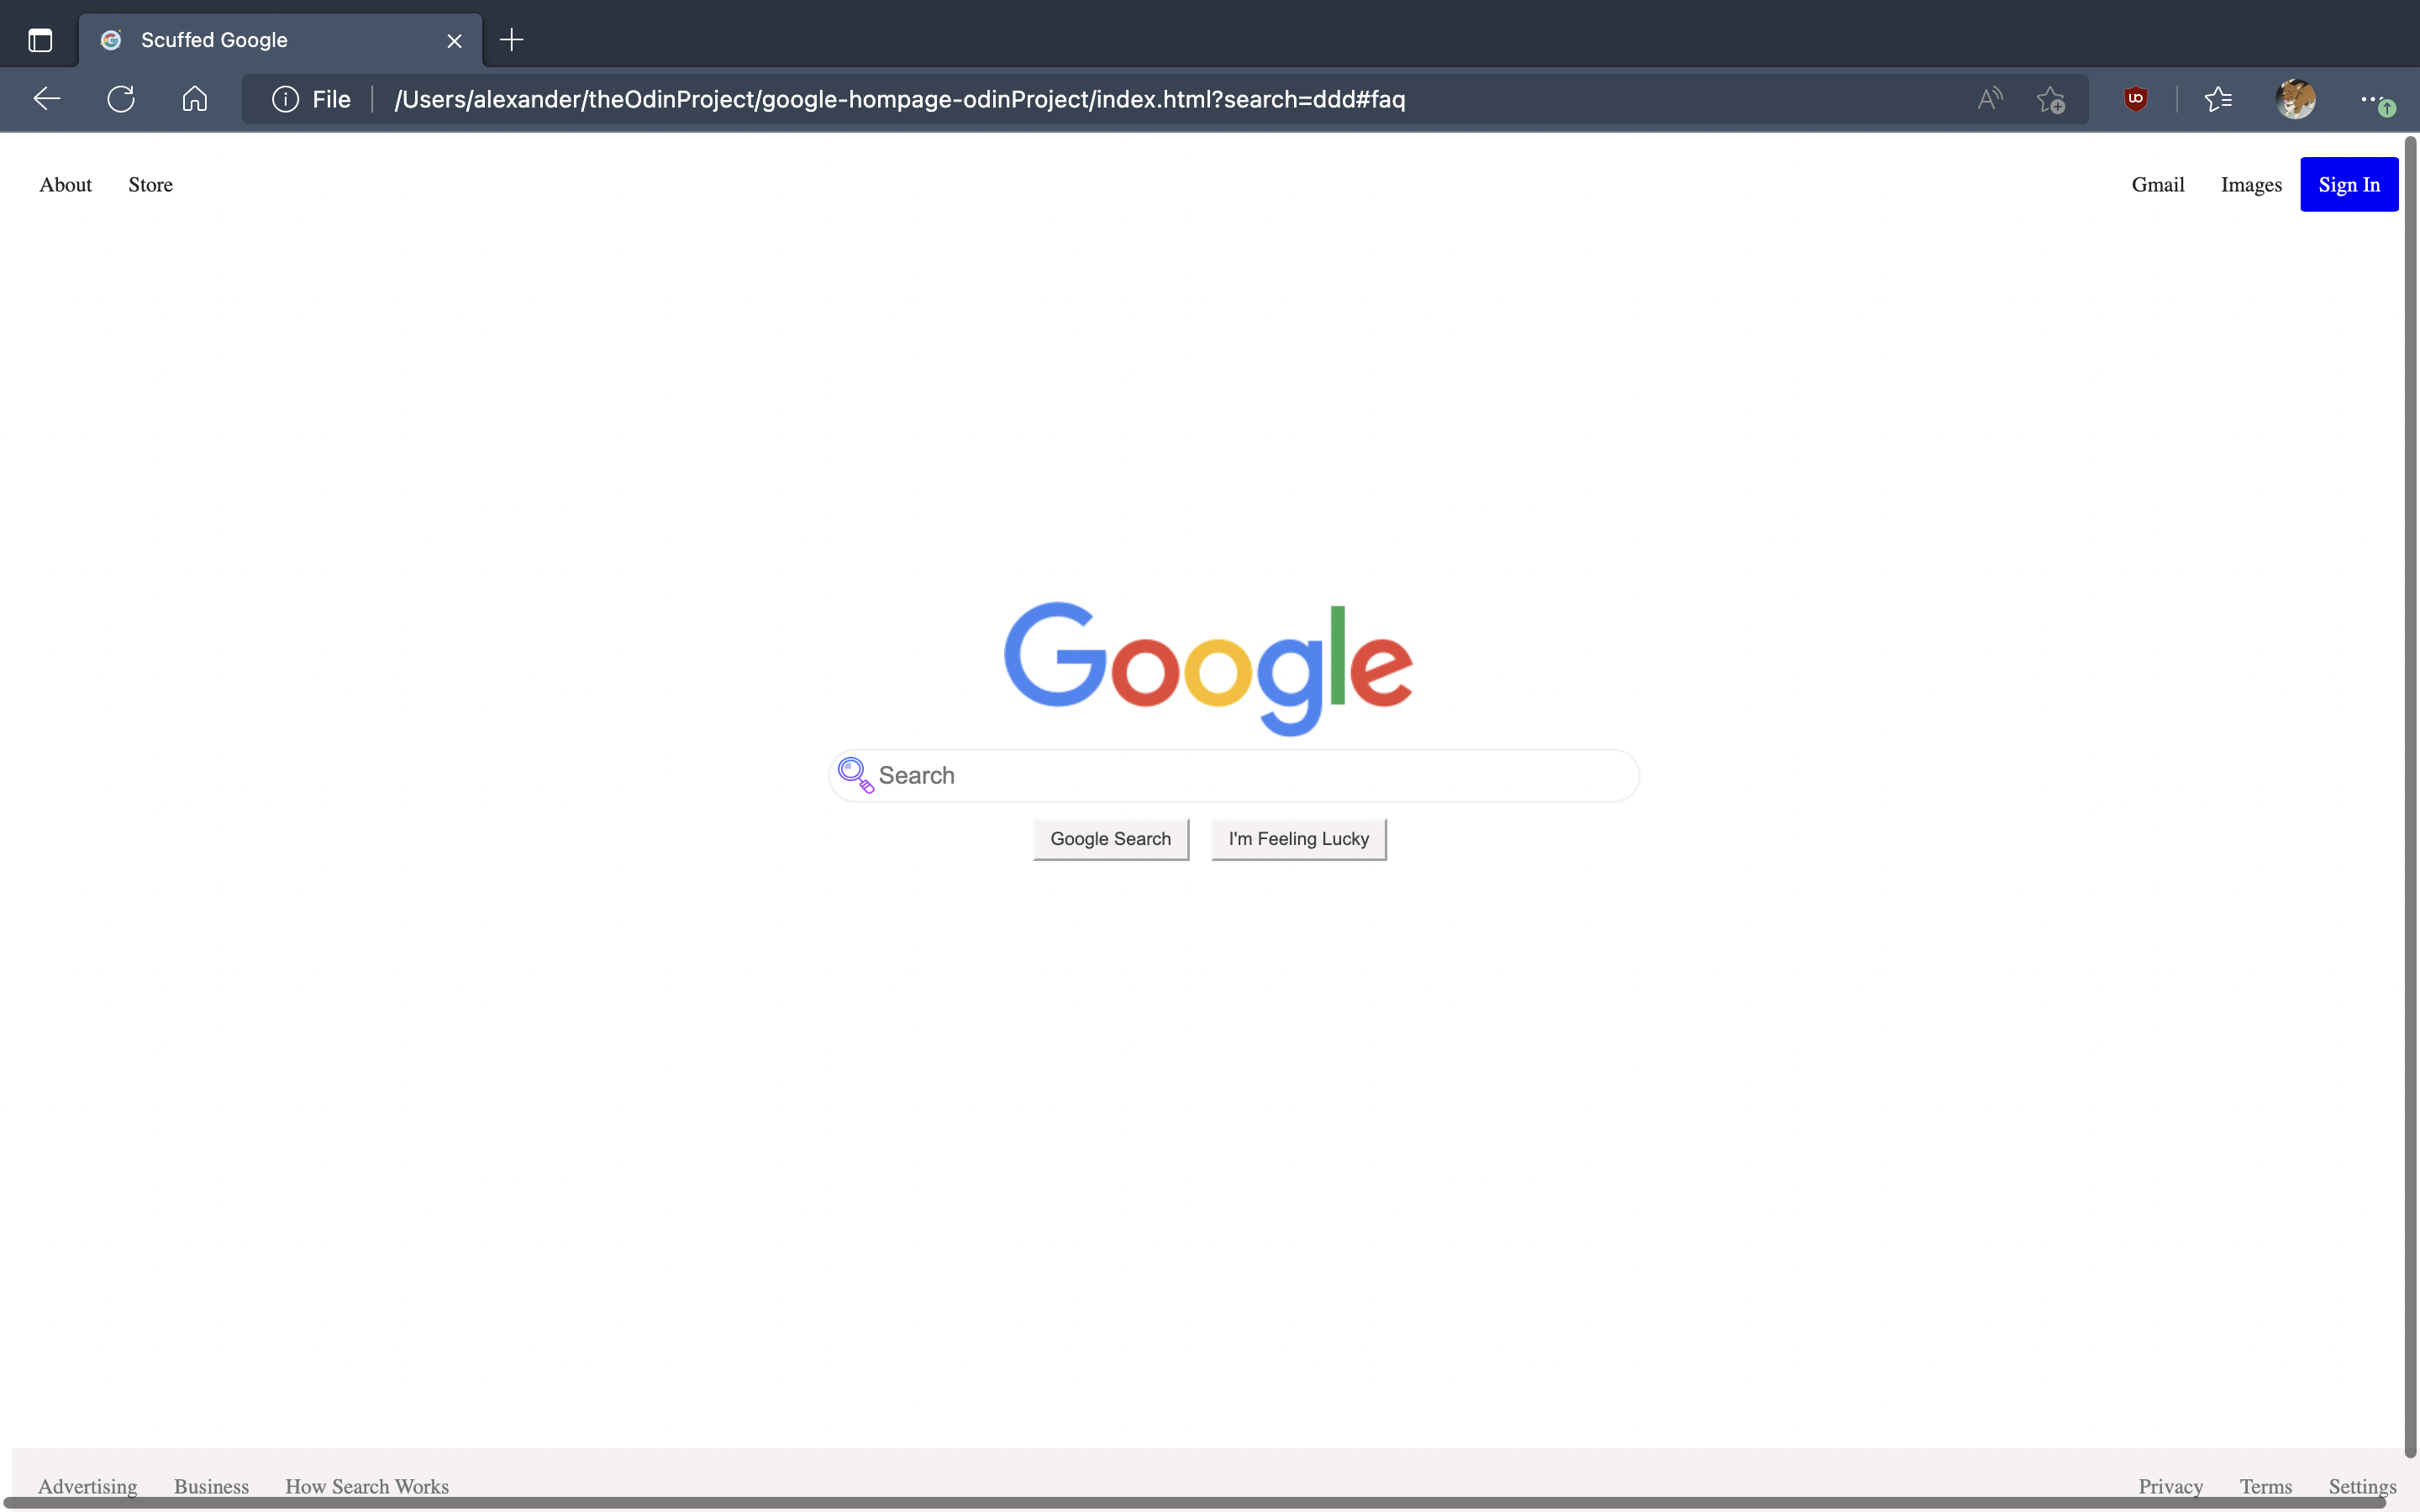 Scuffed Google
File /Users/alexander/theOdinProject/google-hompage-odinProject/index.html?search=ddd#faq
About Store Gmail Images Sign In
Google
Search
Google Search I'm Feeling Lucky
Advertising Business How Search Works Privacy Terms Settings